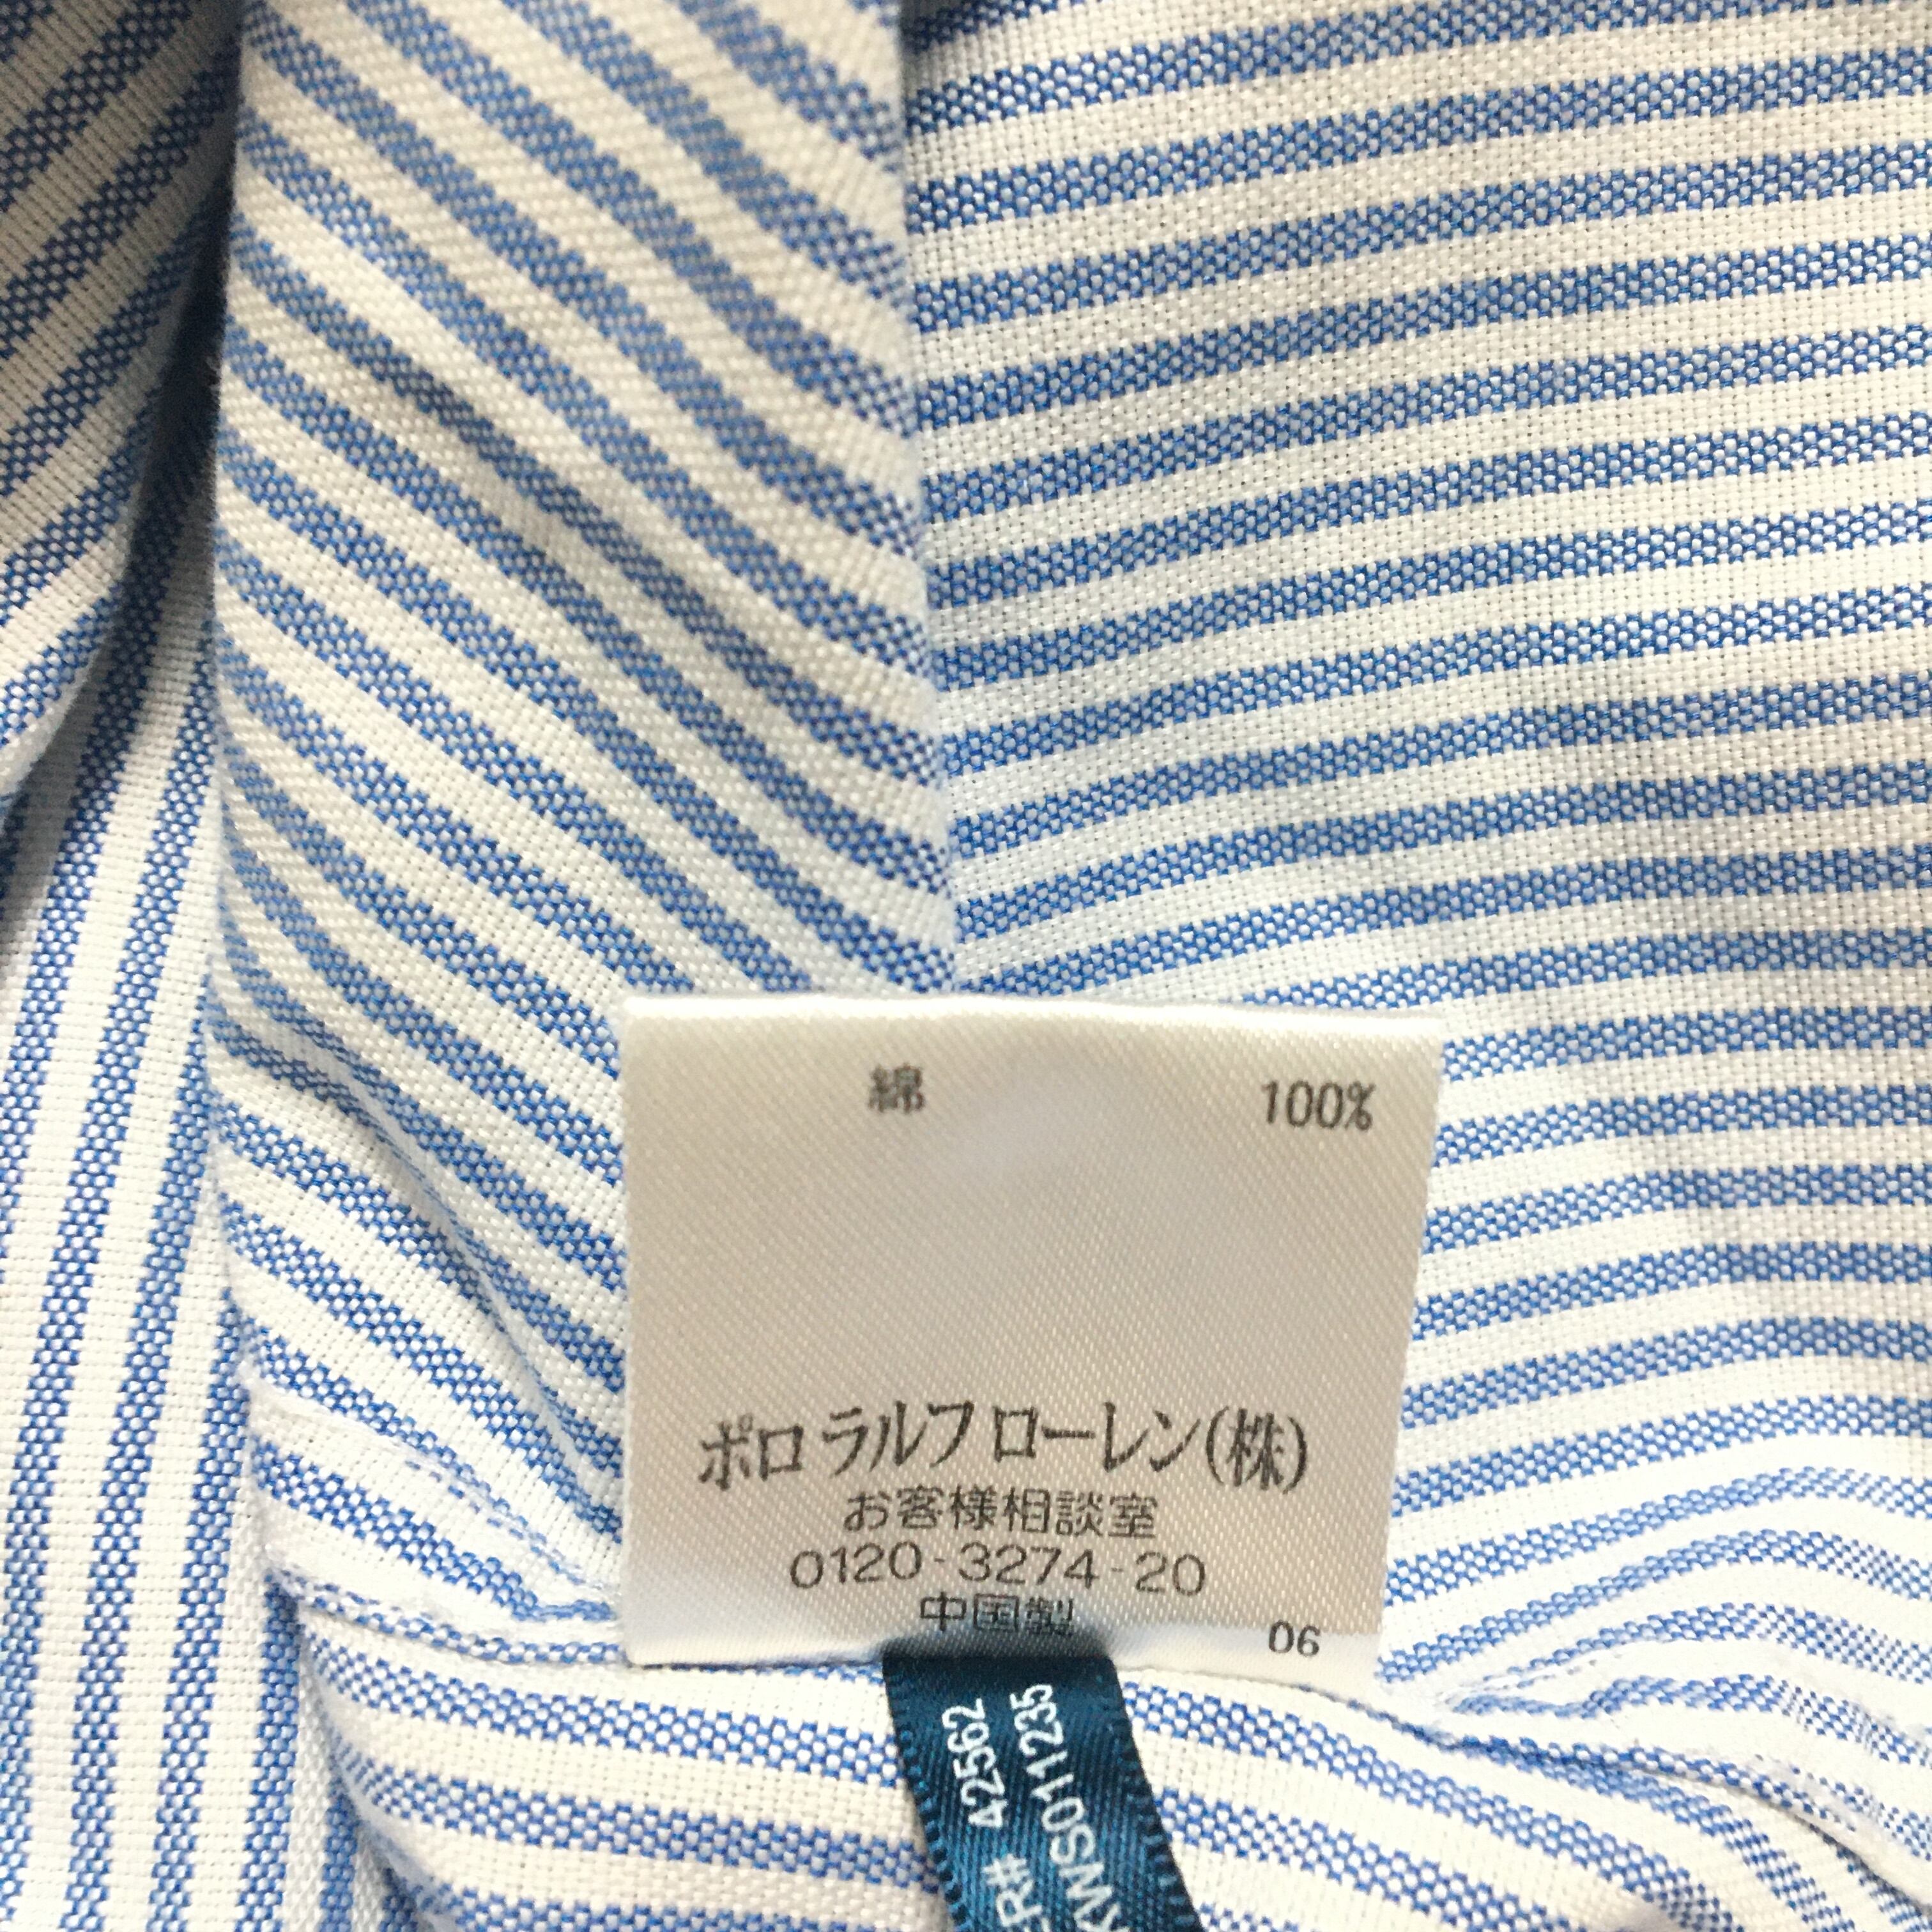 綿 100%
ポロ ラルフ ローレン(株)
お客様相談室
0120-3274-20
中国製
06
425562